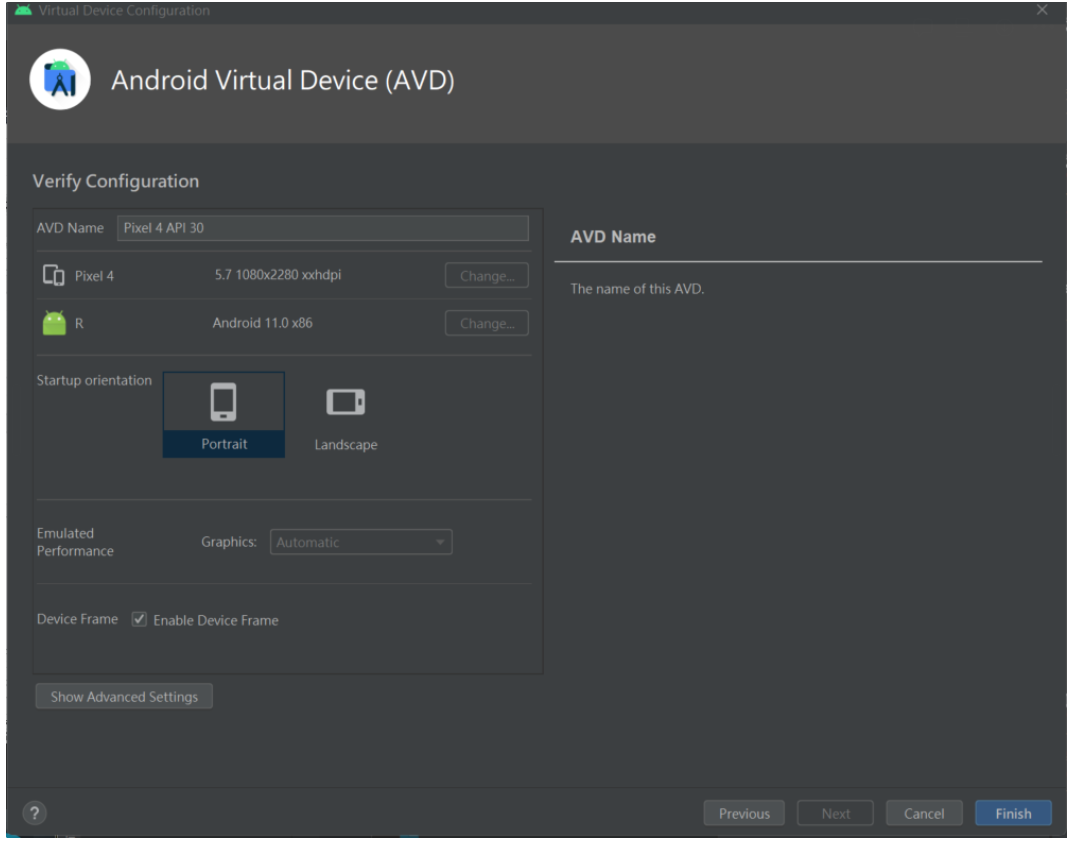 Virtual Device Configuration
Android Virtual Device (AVD)
Verify Configuration
AVD Name Pixel 4 API 30
Pixel 4 5.7 1080x2280 xxhdpi Change...
R Android 11.0 x86 Change...
Startup orientation
Portrait Landscape
Emulated
Performance
Graphics: Automatic
Device Frame Enable Device Frame
Show Advanced Settings
AVD Name
The name of this AVD.
? Previous Next Cancel Finish